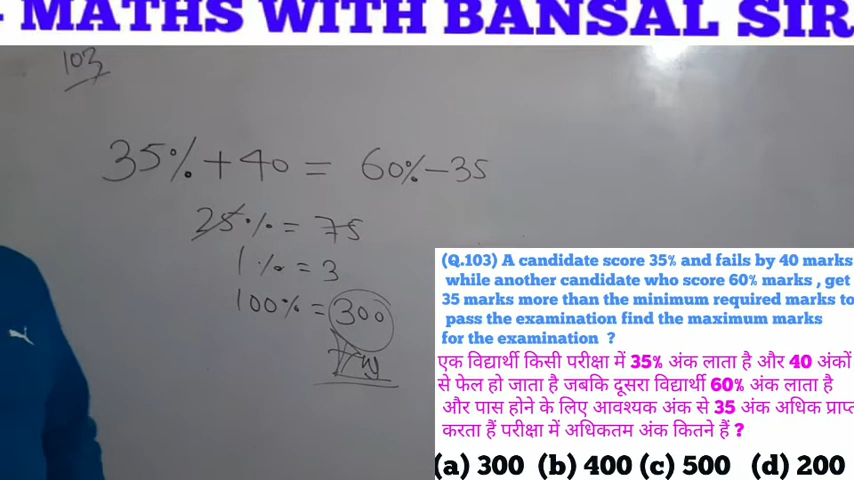 - MATHS WITH BANSAL SIR
103
35% + 40 = 60% - 35
25% = 75
1% = 3
100% = 300
(Q.103) A candidate score 35% and fails by 40 marks
while another candidate who score 60% marks , get
35 marks more than the minimum required marks to
pass the examination find the maximum marks
for the examination ?
एक विद्यार्थी किसी परीक्षा में 35% अंक लाता है और 40 अंकों
से फेल हो जाता है जबकि दूसरा विद्यार्थी 60% अंक लाता है
और पास होने के लिए आवश्यक अंक से 35 अंक अधिक प्राप्त
करता हैं परीक्षा में अधिकतम अंक कितने हैं ?
(a) 300 (b) 400 (c) 500 (d) 200